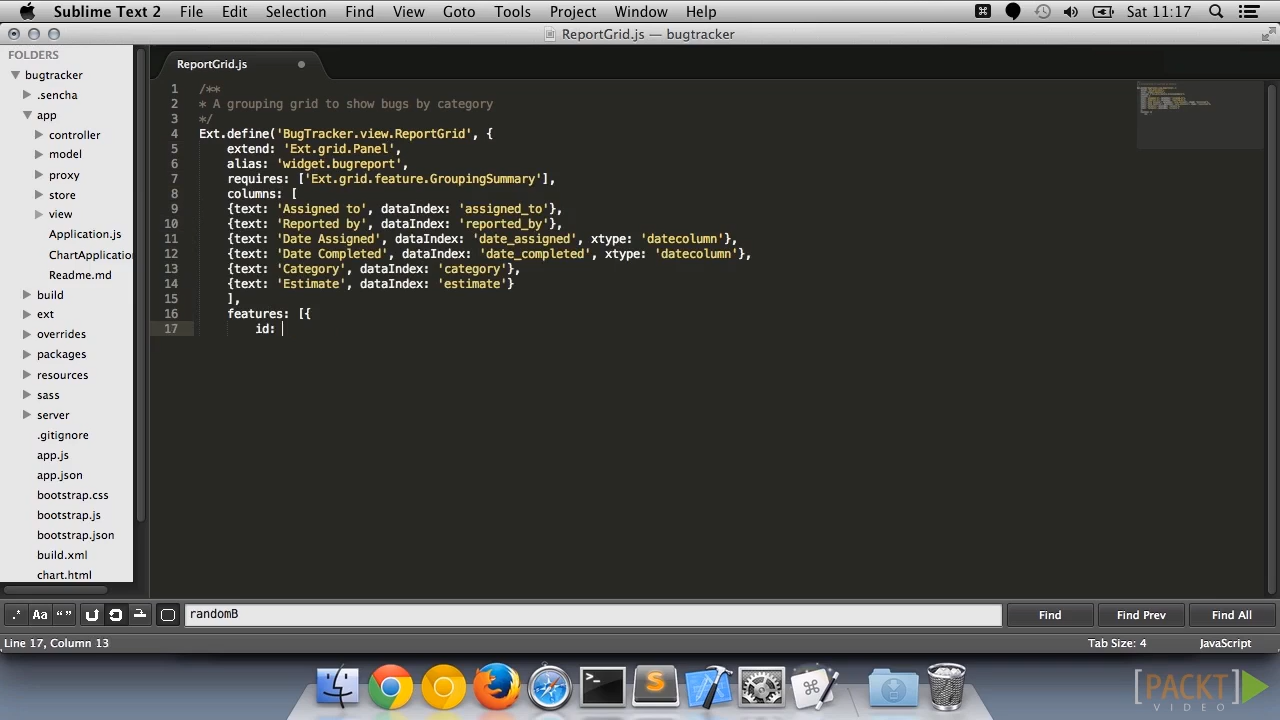 Sublime Text 2 File Edit Selection Find View Goto Tools Project Window Help Sat 11:17
ReportGrid.js — bugtracker
FOLDERS
bugtracker
.sencha
app
controller
model
proxy
store
view
Application.js
ChartApplication
Readme.md
build
ext
overrides
packages
resources
sass
server
.gitignore
app.js
app.json
bootstrap.css
bootstrap.js
bootstrap.json
build.xml
chart.html
ReportGrid.js
1 /**
2 * A grouping grid to show bugs by category
3 */
4 Ext.define('BugTracker.view.ReportGrid', {
5 extend: 'Ext.grid.Panel',
6 alias: 'widget.bugreport',
7 requires: ['Ext.grid.feature.GroupingSummary'],
8 columns: [
9 {text: 'Assigned to', dataIndex: 'assigned_to'},
10 {text: 'Reported by', dataIndex: 'reported_by'},
11 {text: 'Date Assigned', dataIndex: 'date_assigned', xtype: 'datecolumn'},
12 {text: 'Date Completed', dataIndex: 'date_completed', xtype: 'datecolumn'},
13 {text: 'Category', dataIndex: 'category'},
14 {text: 'Estimate', dataIndex: 'estimate'}
15 ],
16 features: [{
17 id:
.* Aa “” randomB Find Find Prev Find All
Line 17, Column 13 Tab Size: 4 JavaScript
[PACKT]
VIDEO